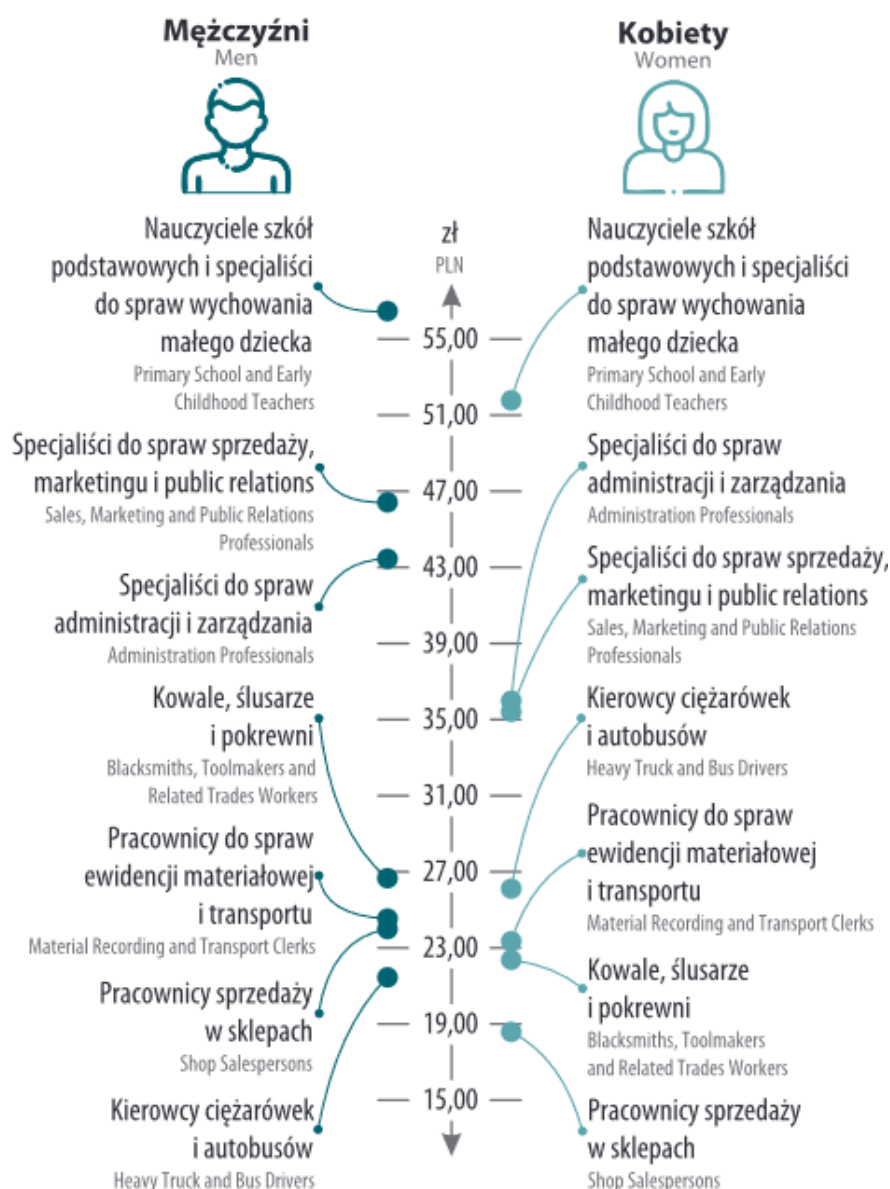 Mężczyźni
Men
Nauczyciele szkół
podstawowych i specjaliści
do spraw wychowania
małego dziecka
Primary School and Early
Childhood Teachers
Specjaliści do spraw sprzedaży,
marketingu i public relations
Sales, Marketing and Public Relations
Professionals
Specjaliści do spraw
administracji i zarządzania
Administration Professionals
Kowale, ślusarze
i pokrewni
Blacksmiths, Toolmakers and
Related Trades Workers
Pracownicy do spraw
ewidencji materiałowej
i transportu
Material Recording and Transport Clerks
Pracownicy sprzedaży
w sklepach
Shop Salespersons
Kierowcy ciężarówek
i autobusów
Heavy Truck and Bus Drivers
zł
PLN
55,00
51,00
47,00
43,00
39,00
35,00
31,00
27,00
23,00
19,00
15,00
Kobiety
Women
Nauczyciele szkół
podstawowych i specjaliści
do spraw wychowania
małego dziecka
Primary School and Early
Childhood Teachers
Specjaliści do spraw
administracji i zarządzania
Administration Professionals
Specjaliści do spraw sprzedaży,
marketingu i public relations
Sales, Marketing and Public Relations
Professionals
Kierowcy ciężarówek
i autobusów
Heavy Truck and Bus Drivers
Pracownicy do spraw
ewidencji materiałowej
i transportu
Material Recording and Transport Clerks
Kowale, ślusarze
i pokrewni
Blacksmiths, Toolmakers
and Related Trades Workers
Pracownicy sprzedaży
w sklepach
Shop Salespersons